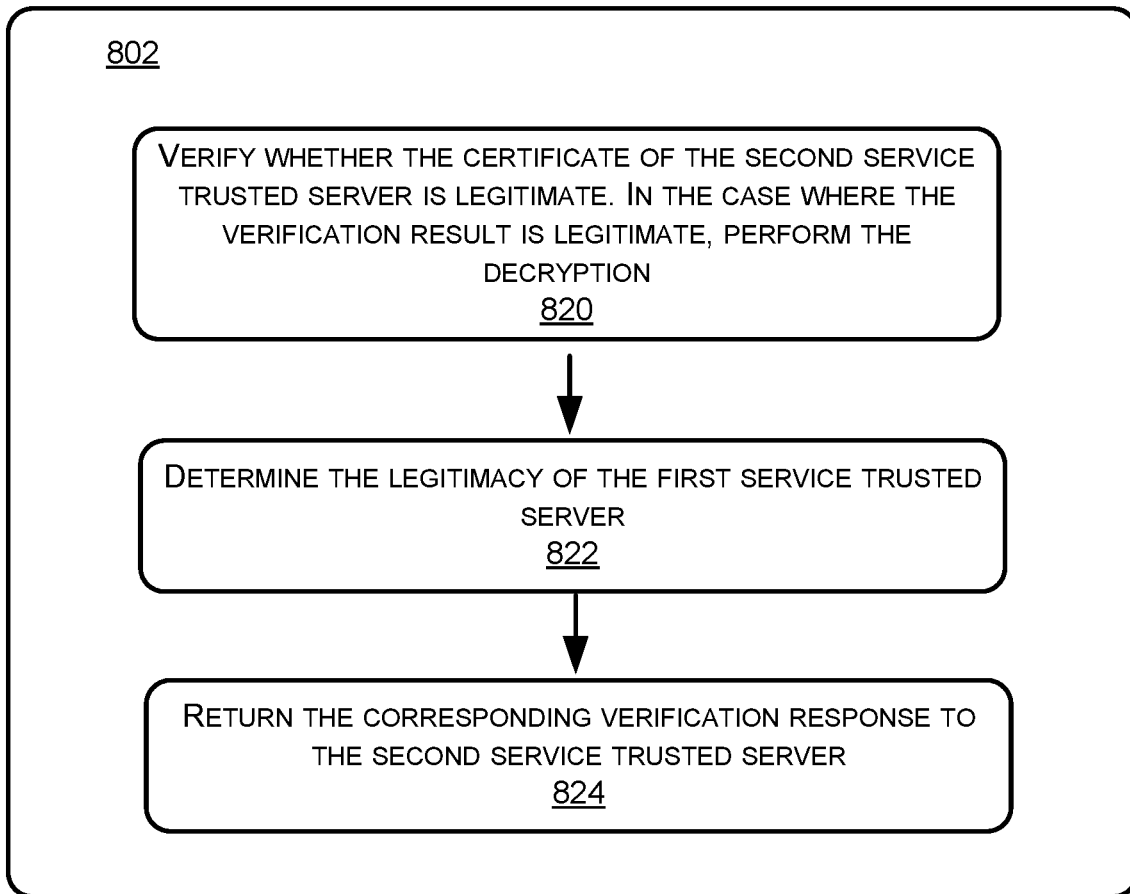 802
VERIFY WHETHER THE CERTIFICATE OF THE SECOND SERVICE
TRUSTED SERVER IS LEGITIMATE. IN THE CASE WHERE THE
VERIFICATION RESULT IS LEGITIMATE, PERFORM THE
DECRYPTION
820
DETERMINE THE LEGITIMACY OF THE FIRST SERVICE TRUSTED
SERVER
822
RETURN THE CORRESPONDING VERIFICATION RESPONSE TO
THE SECOND SERVICE TRUSTED SERVER
824